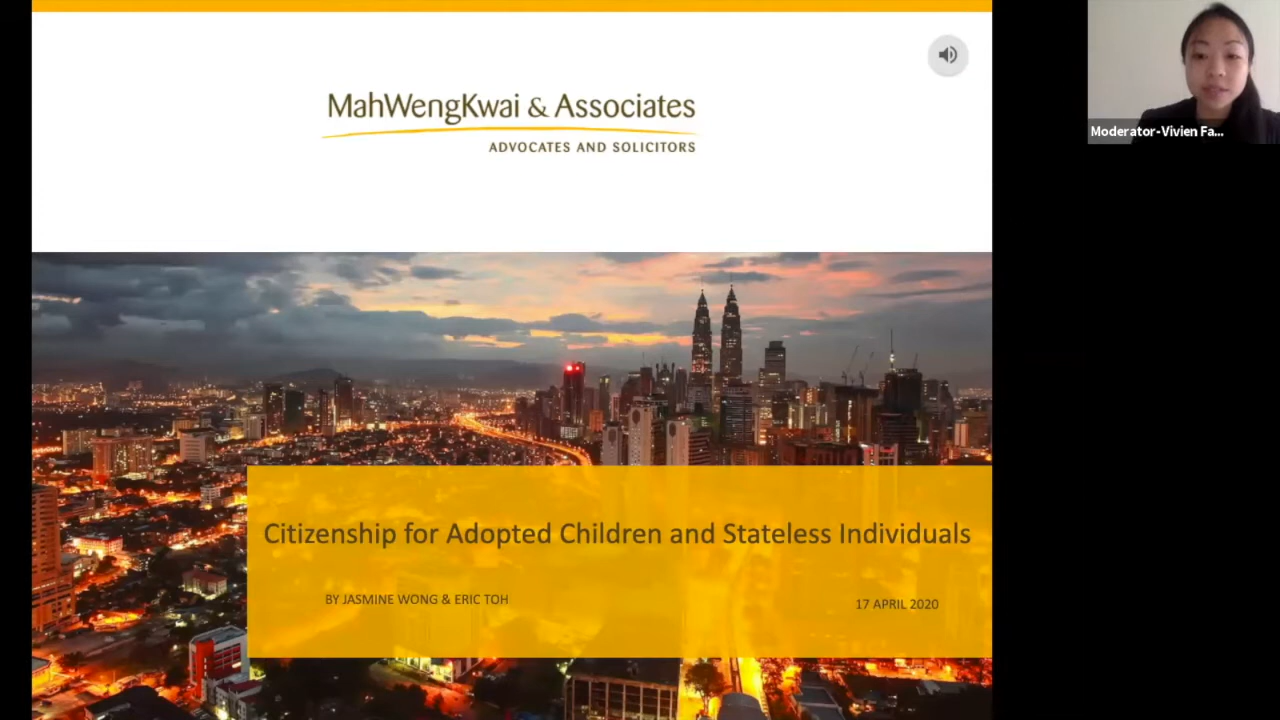 MahWengKwai & Associates
ADVOCATES AND SOLICITORS
Moderator-Vivien Fa...
Citizenship for Adopted Children and Stateless Individuals
BY JASMINE WONG & ERIC TOH
17 APRIL 2020